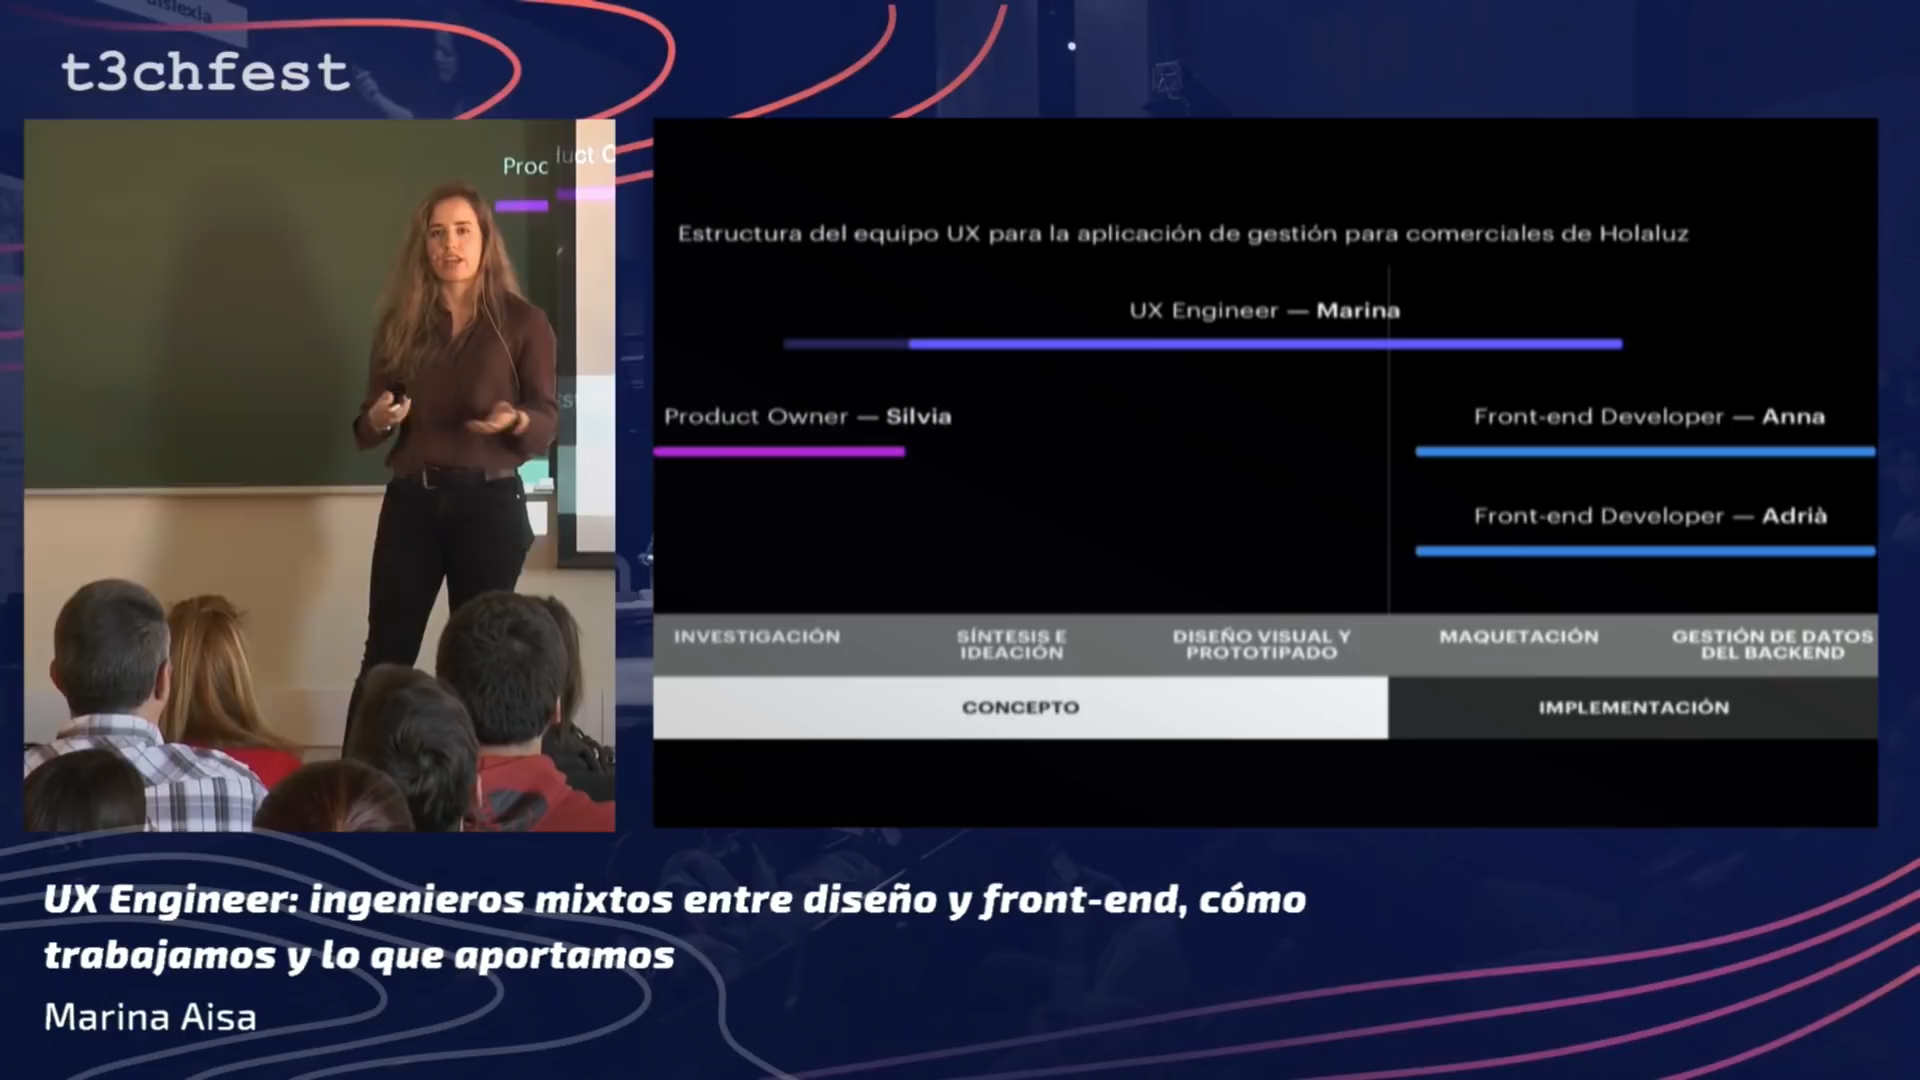 dislexia
t3chfest
Proc
Estructura del equipo UX para la aplicación de gestión para comerciales de Holaluz
UX Engineer — Marina
Product Owner — Silvia
Front-end Developer — Anna
Front-end Developer — Adrià
INVESTIGACIÓN
SÍNTESIS E
IDEACIÓN
DISEÑO VISUAL Y
PROTOTIPADO
MAQUETACIÓN
GESTIÓN DE DATOS
DEL BACKEND
CONCEPTO
IMPLEMENTACIÓN
UX Engineer: ingenieros mixtos entre diseño y front-end, cómo
trabajamos y lo que aportamos
Marina Aisa